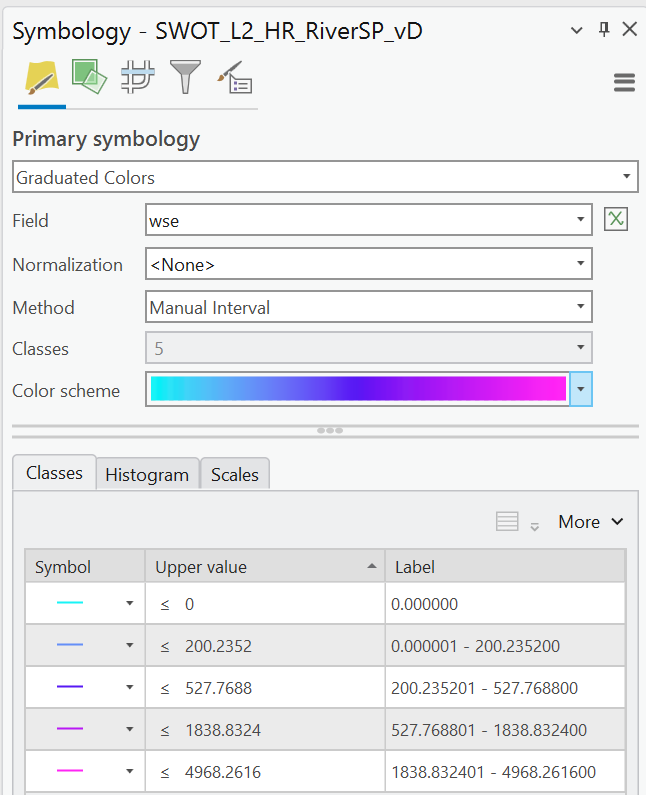 Symbology - SWOT_L2_HR_RiverSP_vD
Primary symbology
Graduated Colors
Field wse
Normalization <None>
Method Manual Interval
Classes 5
Color scheme
Classes Histogram Scales
More
Symbol Upper value Label
≤ 0 0.000000
≤ 200.2352 0.000001 - 200.235200
≤ 527.7688 200.235201 - 527.768800
≤ 1838.8324 527.768801 - 1838.832400
≤ 4968.2616 1838.832401 - 4968.261600